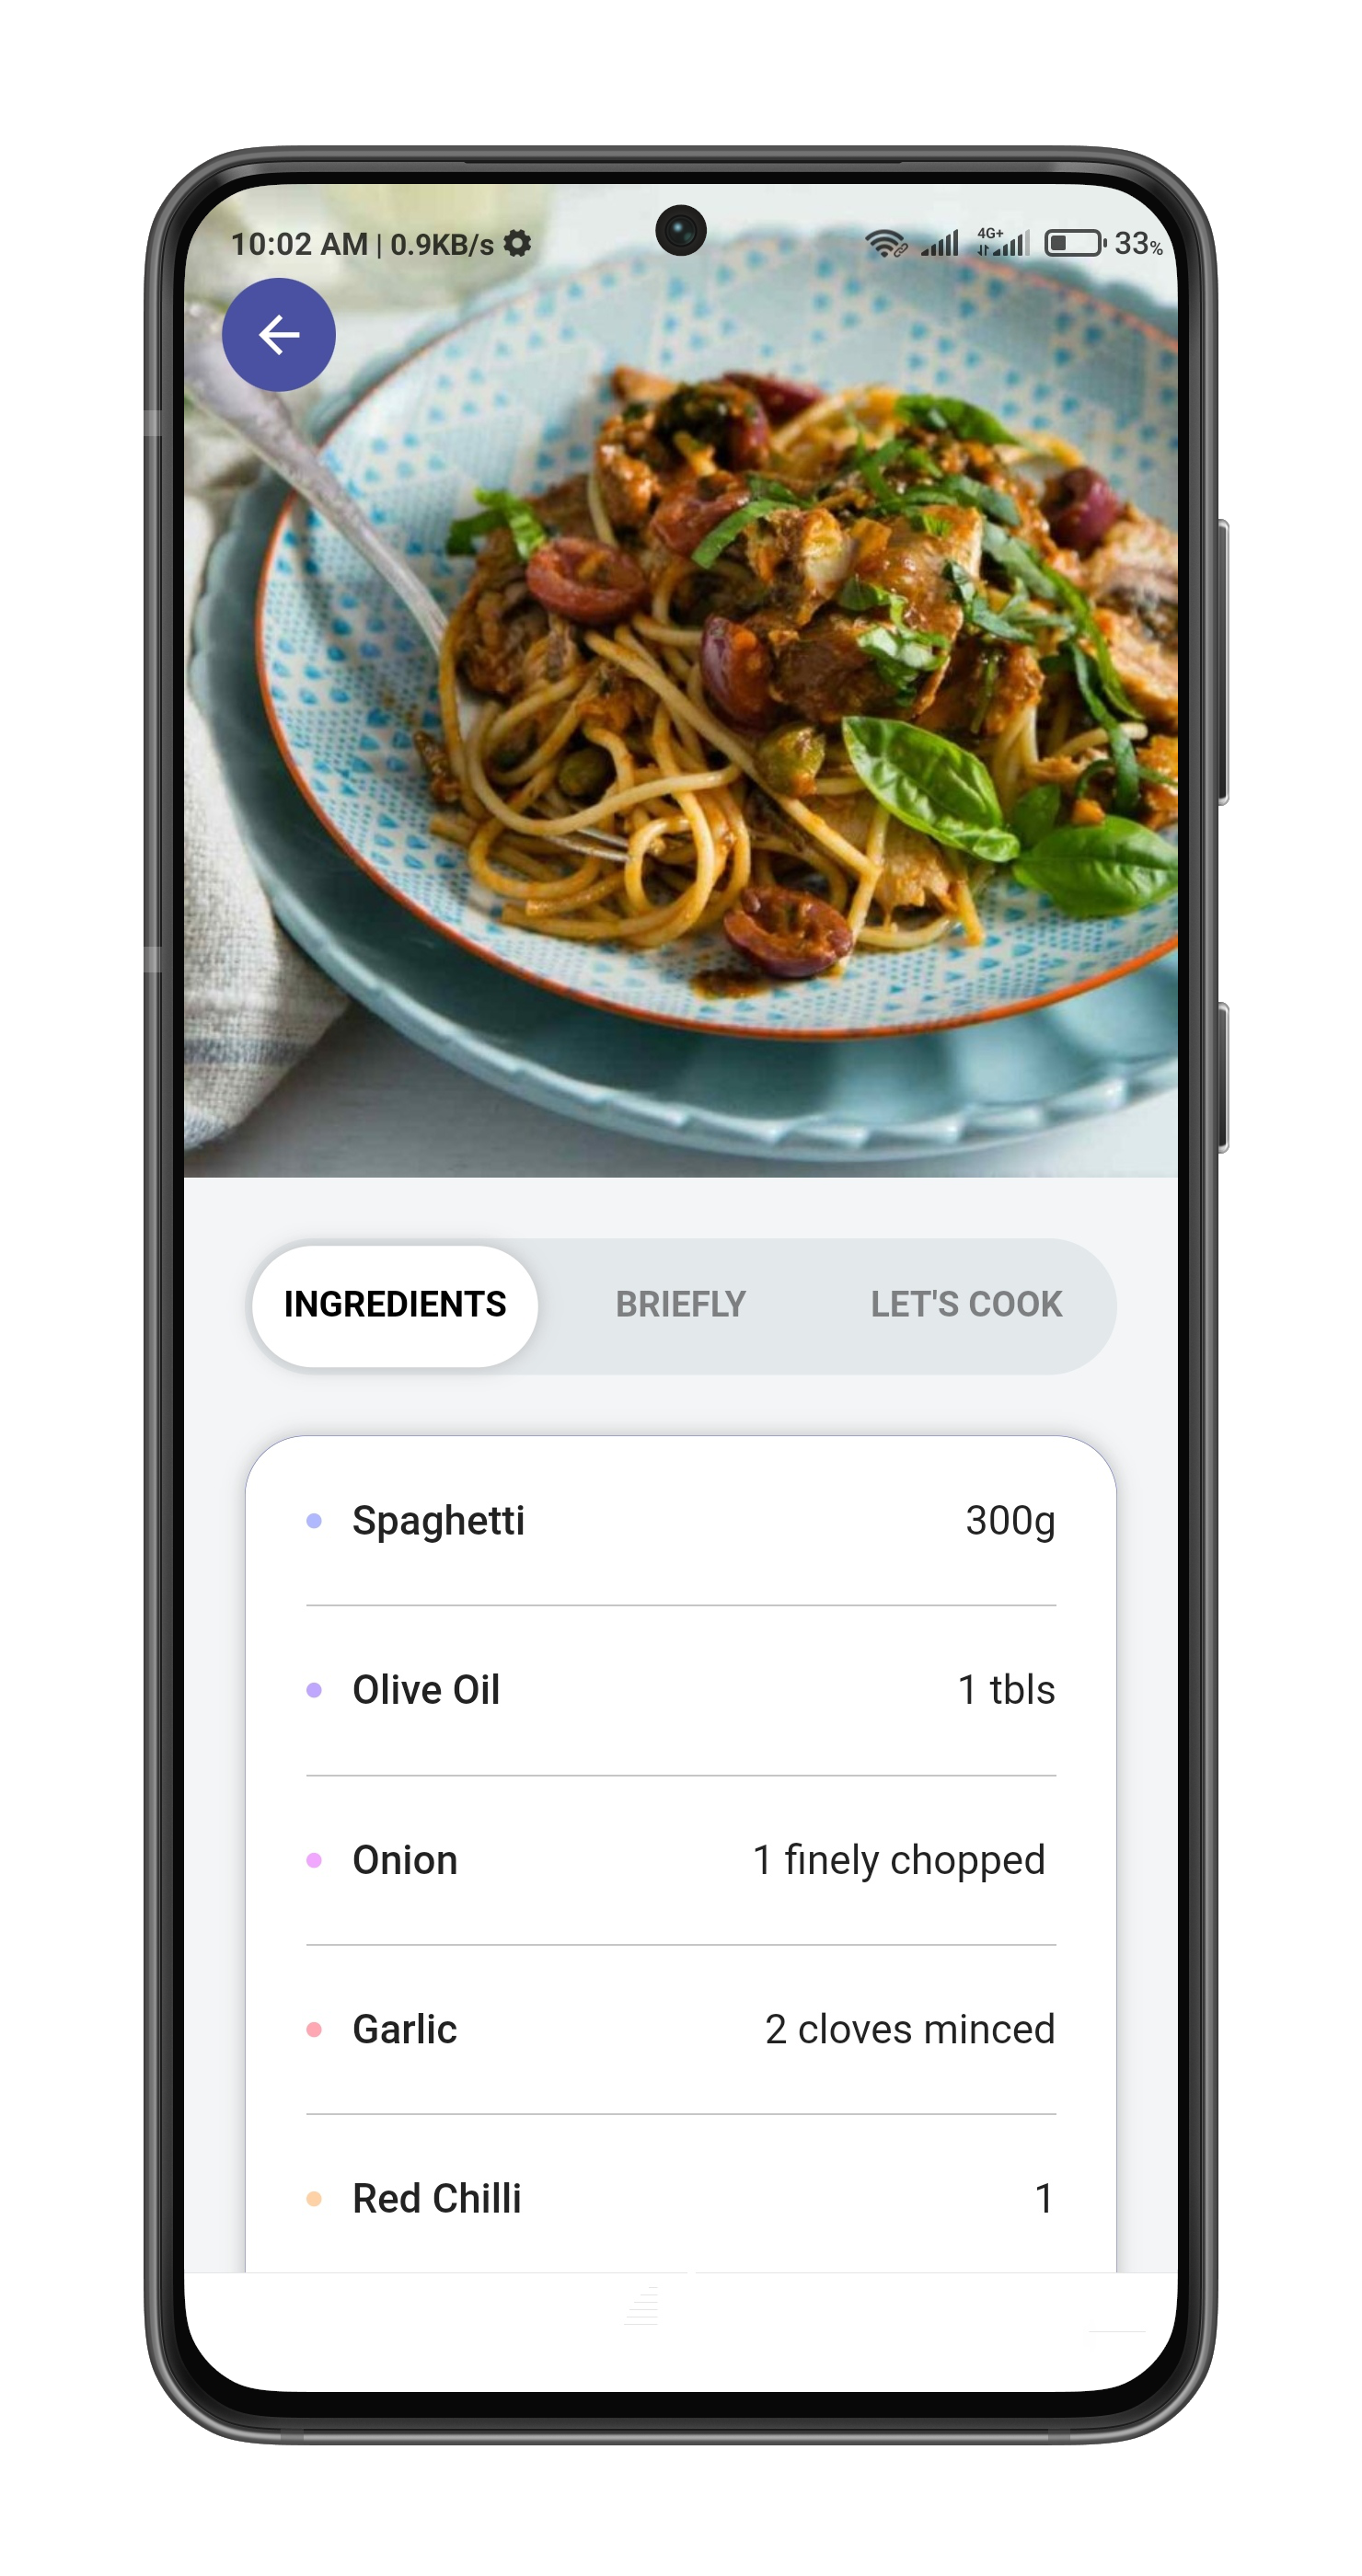 10:02 AM | 0.9KB/s 4G+ 33%
INGREDIENTS BRIEFLY LET'S COOK
Spaghetti 300g
Olive Oil 1 tbls
Onion 1 finely chopped
Garlic 2 cloves minced
Red Chilli 1